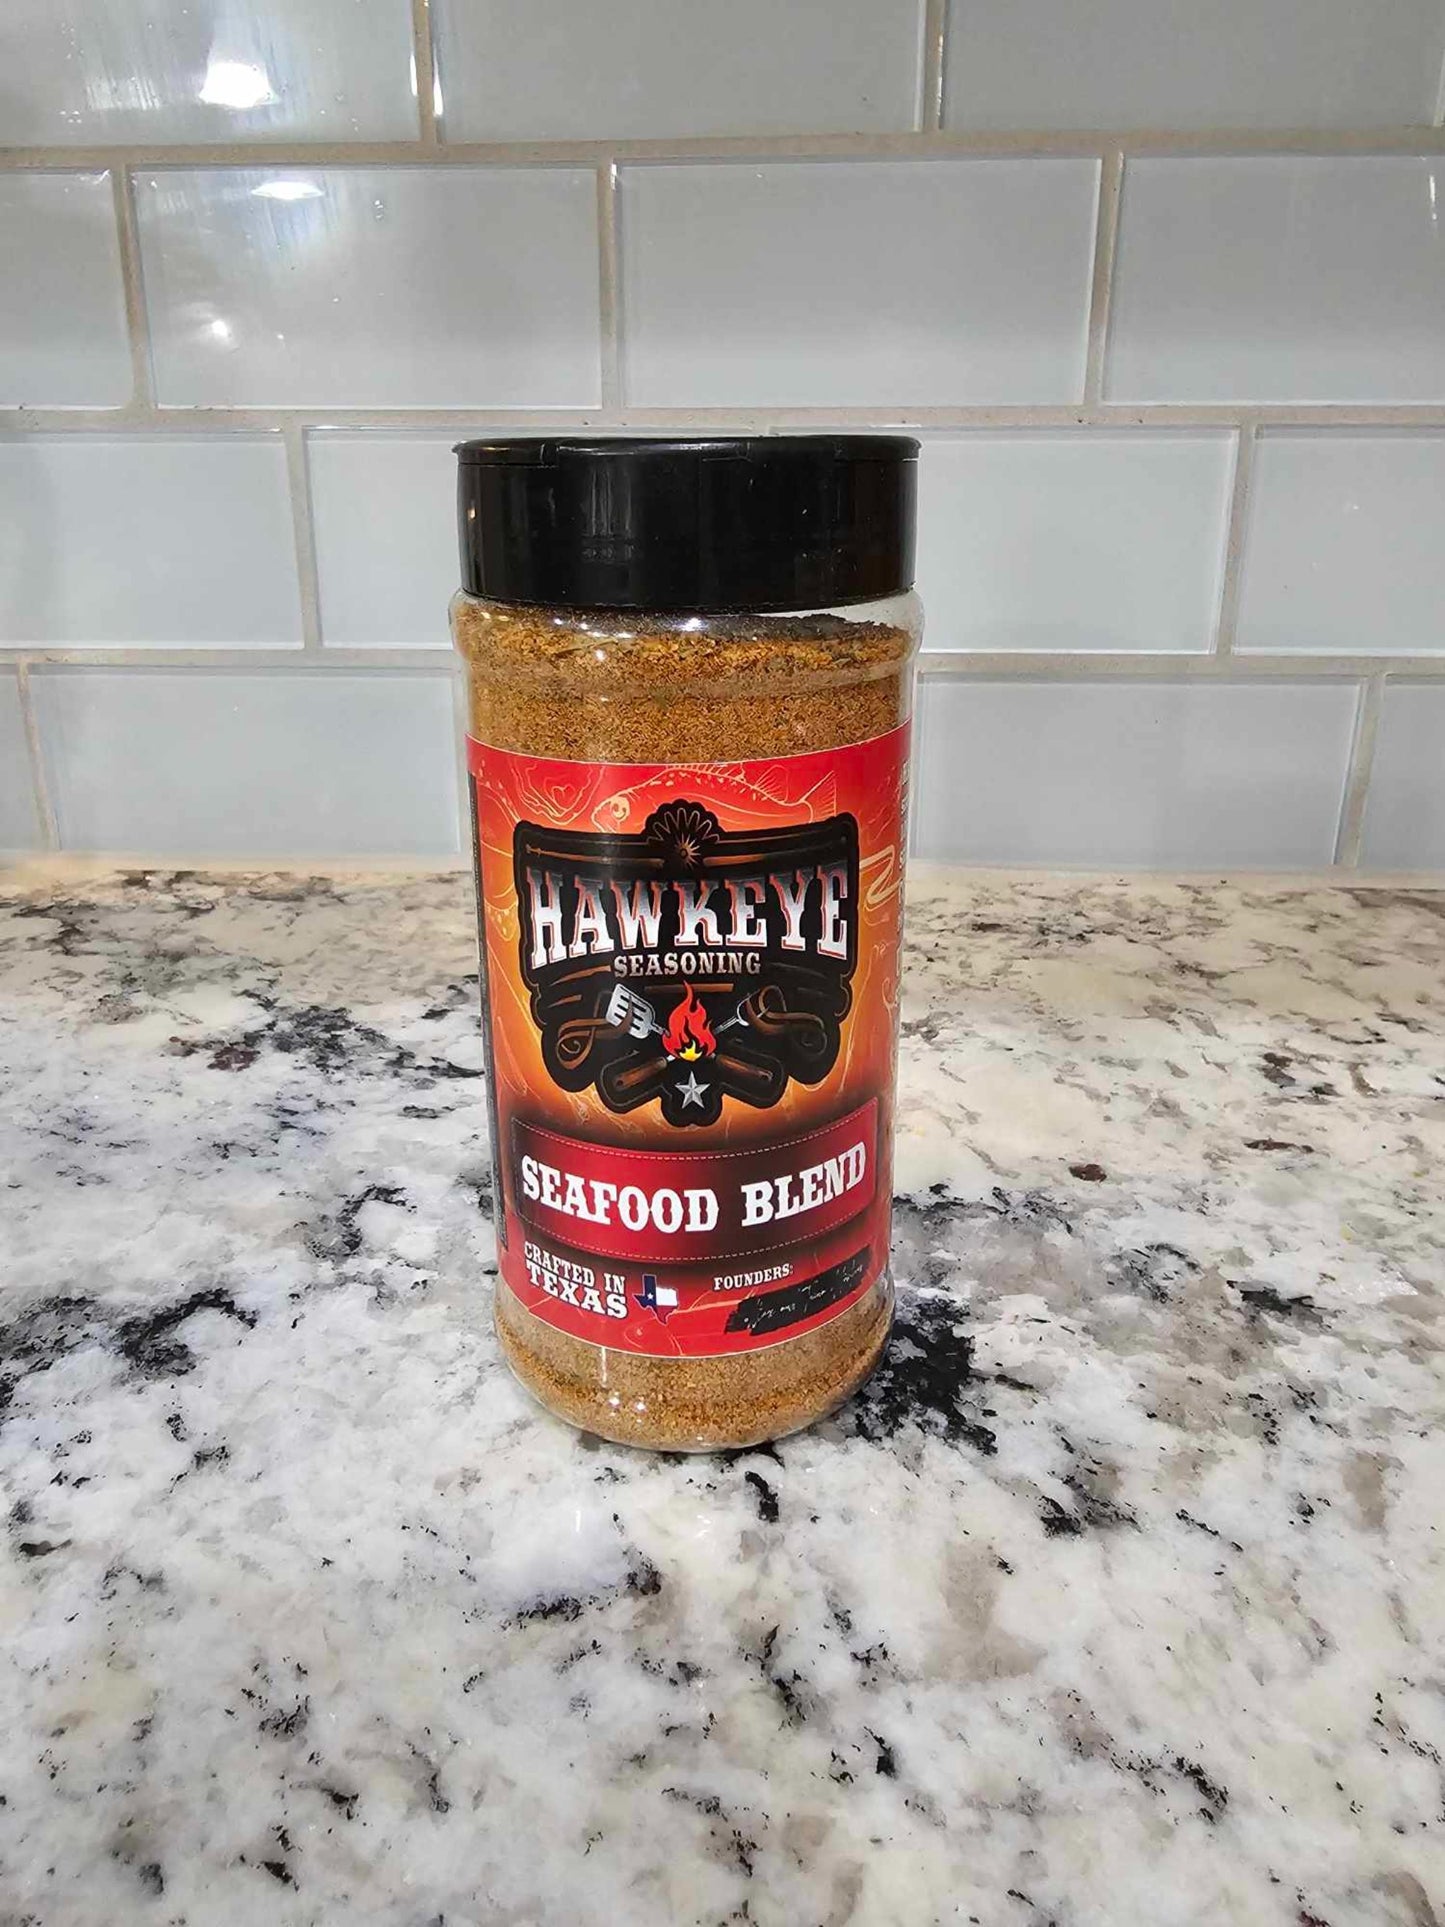 HAWKEYE
SEASONING
SEAFOOD BLEND
CRAFTED IN
TEXAS
FOUNDERS: